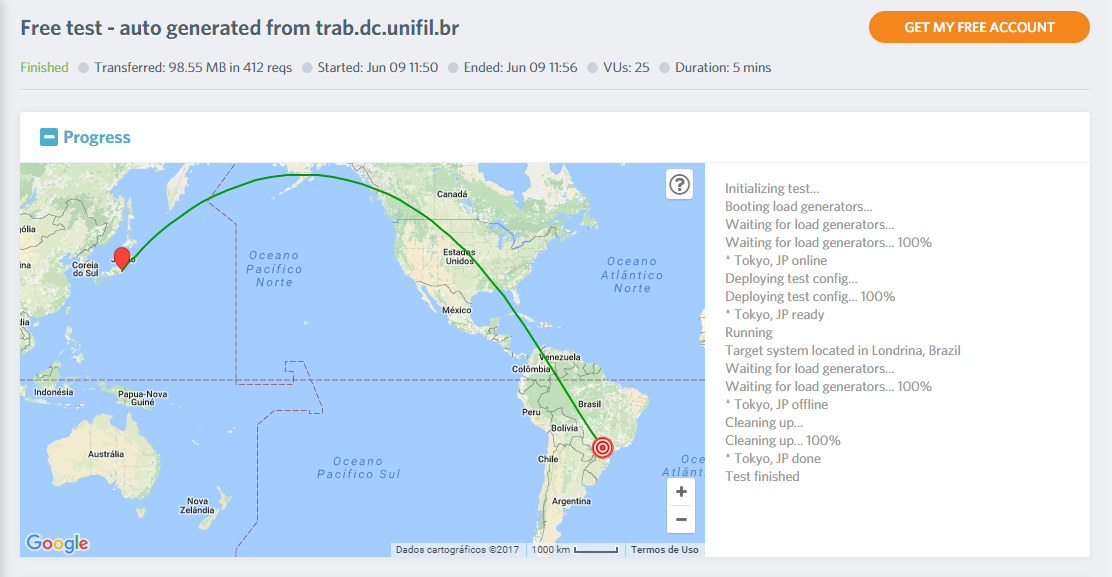 Free test - auto generated from trab.dc.unifil.br
GET MY FREE ACCOUNT
Finished Transferred: 98.55 MB in 412 reqs Started: Jun 09 11:50 Ended: Jun 09 11:56 VUs: 25 Duration: 5 mins
Progress
Canadá
Estados
Unidos
Oceano
Pacífico
Norte
Oceano
Atlântico
Norte
Coreia
do Sul
México
Venezuela
Colômbia
Indonésia
Papua-Nova
Guiné
Peru
Brasil
Bolívia
Austrália
Chile
Oceano
Pacífico Sul
Oce
Atlânt
Nova
Zelândia
Argentina
?
+
−
Google
Dados cartográficos ©2017 1000 km Termos de Uso
Initializing test...
Booting load generators...
Waiting for load generators...
Waiting for load generators... 100%
* Tokyo, JP online
Deploying test config...
Deploying test config... 100%
* Tokyo, JP ready
Running
Target system located in Londrina, Brazil
Waiting for load generators...
Waiting for load generators... 100%
* Tokyo, JP offline
Cleaning up...
Cleaning up... 100%
* Tokyo, JP done
Test finished